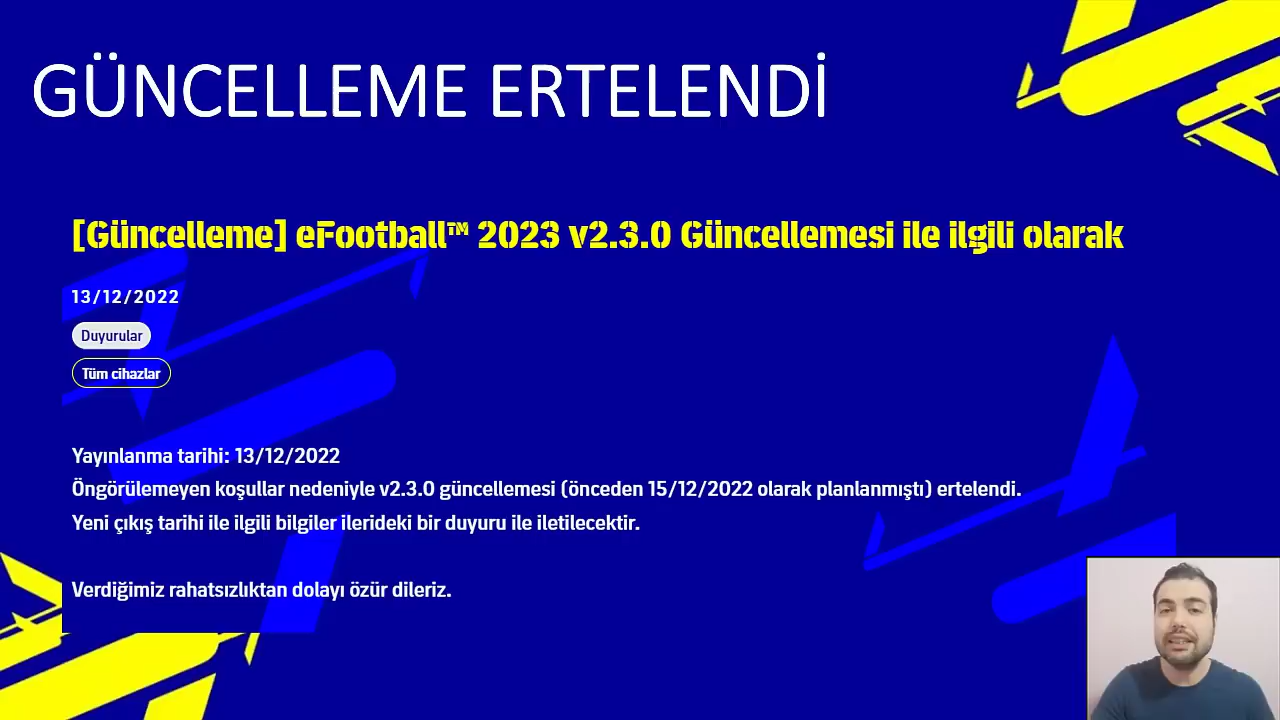 GÜNCELLEME ERTELENDİ
[Güncelleme] eFootball™ 2023 v2.3.0 Güncellemesi ile ilgili olarak
13/12/2022
Duyurular
Tüm cihazlar
Yayınlanma tarihi: 13/12/2022
Öngörülemeyen koşullar nedeniyle v2.3.0 güncellemesi (önceden 15/12/2022 olarak planlanmıştı) ertelendi.
Yeni çıkış tarihi ile ilgili bilgiler ilerideki bir duyuru ile iletilecektir.
Verdiğimiz rahatsızlıktan dolayı özür dileriz.